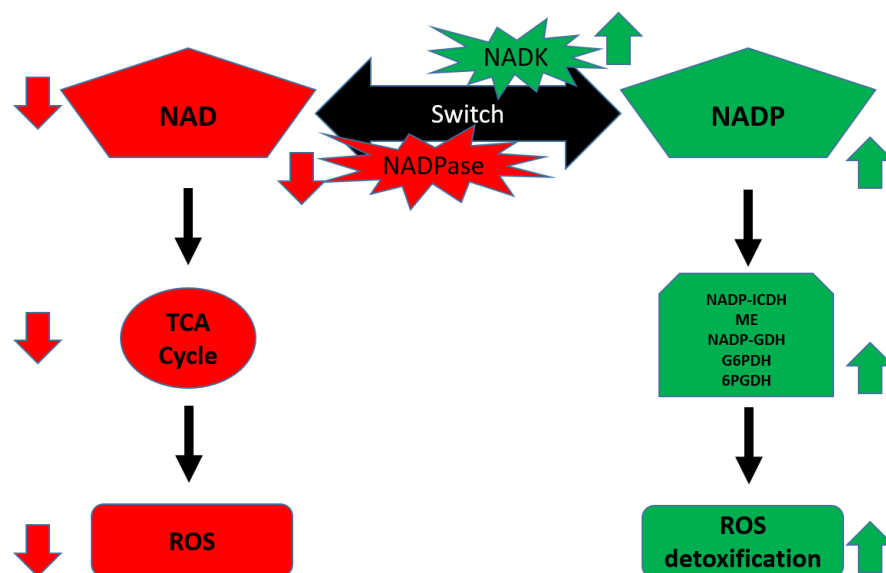 NADK
NAD
Switch
NADP
NADPase
TCA
Cycle
NADP-ICDH
ME
NADP-GDH
G6PDH
6PGDH
ROS
ROS
detoxification